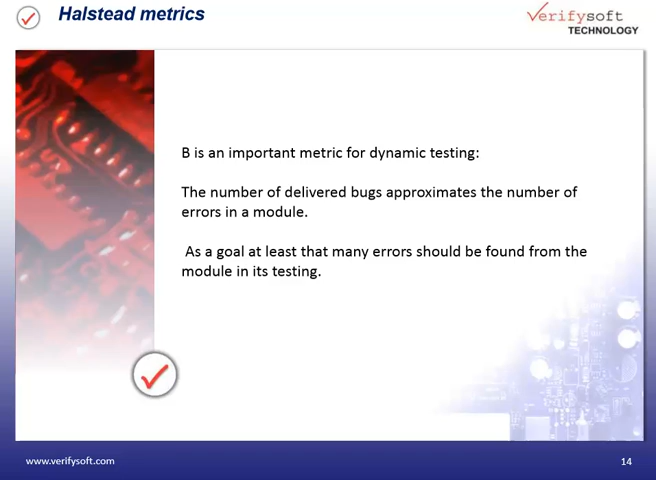 Halstead metrics
Verifysoft
TECHNOLOGY
B is an important metric for dynamic testing:
The number of delivered bugs approximates the number of
errors in a module.
As a goal at least that many errors should be found from the
module in its testing.
www.verifysoft.com
14